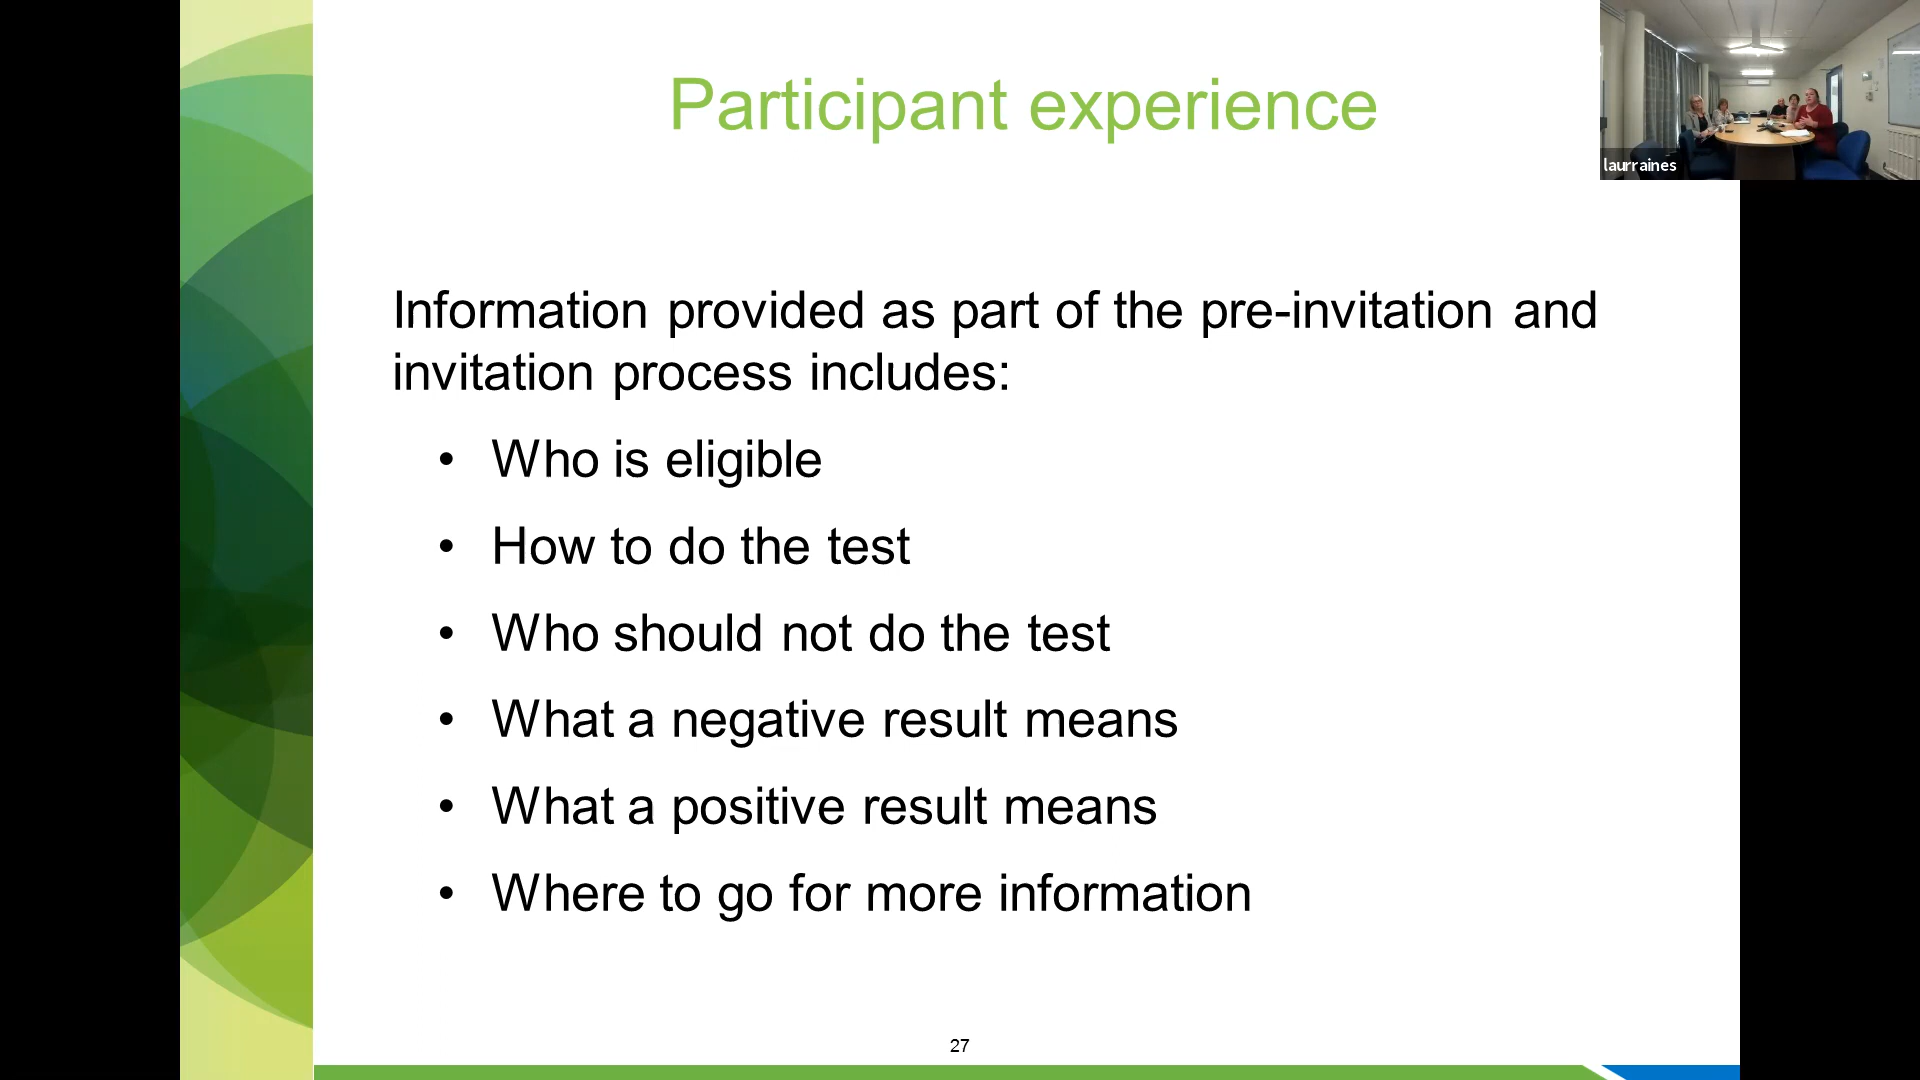 Participant experience
laurraines
Information provided as part of the pre-invitation and
invitation process includes:
• Who is eligible
• How to do the test
• Who should not do the test
• What a negative result means
• What a positive result means
• Where to go for more information
27